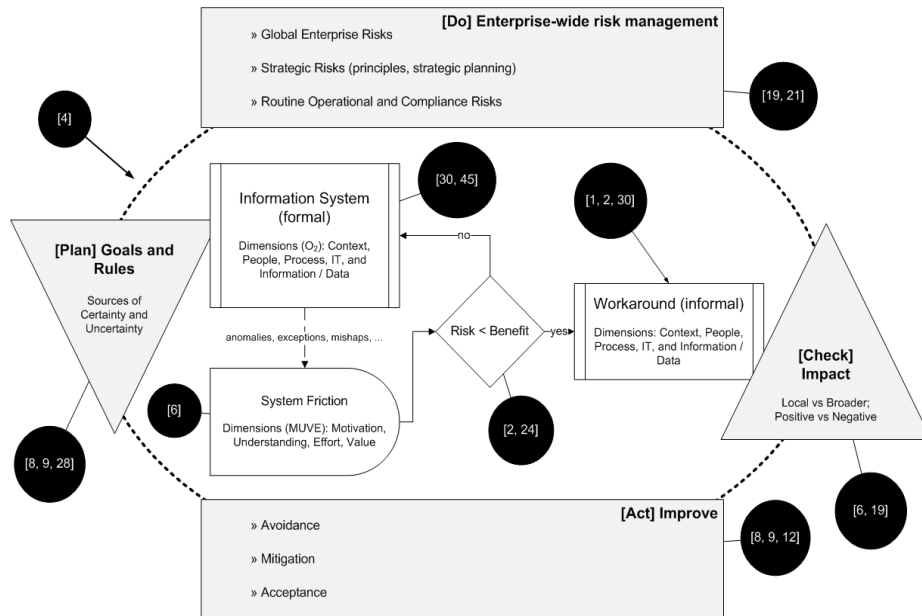 [Do] Enterprise-wide risk management
» Global Enterprise Risks
» Strategic Risks (principles, strategic planning)
» Routine Operational and Compliance Risks
[19, 21]
[4]
[30, 45]
[1, 2, 30]
Information System
(formal)
Dimensions (O₂): Context,
People, Process, IT, and
Information / Data
[Plan] Goals and
Rules
Sources of
Certainty and
Uncertainty
no
Risk < Benefit
yes
Workaround (informal)
Dimensions: Context, People,
Process, IT, and Information /
Data
anomalies, exceptions, mishaps, ...
[Check]
Impact
Local vs Broader;
Positive vs Negative
System Friction
Dimensions (MUVE): Motivation,
Understanding, Effort, Value
[6]
[2, 24]
[8, 9, 28]
[6, 19]
[Act] Improve
» Avoidance
» Mitigation
» Acceptance
[8, 9, 12]